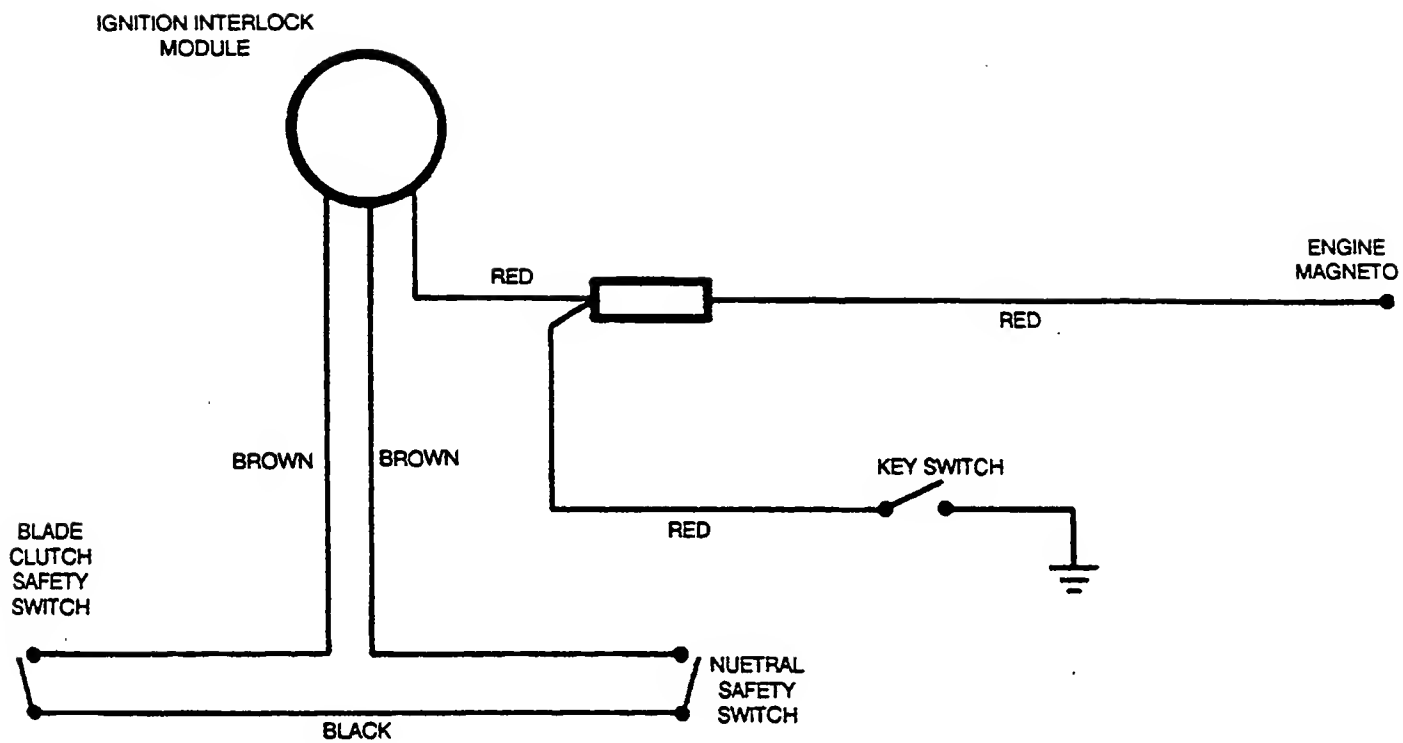 IGNITION INTERLOCK
MODULE
ENGINE
MAGNETO
RED
RED
BROWN
BROWN
KEY SWITCH
RED
BLADE
CLUTCH
SAFETY
SWITCH
NUETRAL
SAFETY
SWITCH
BLACK